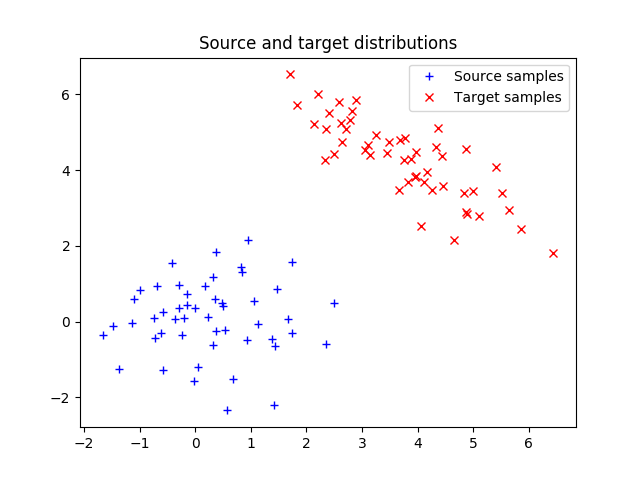 Source and target distributions
Source samples
Target samples
6
4
2
0
−2
−2 −1 0 1 2 3 4 5 6